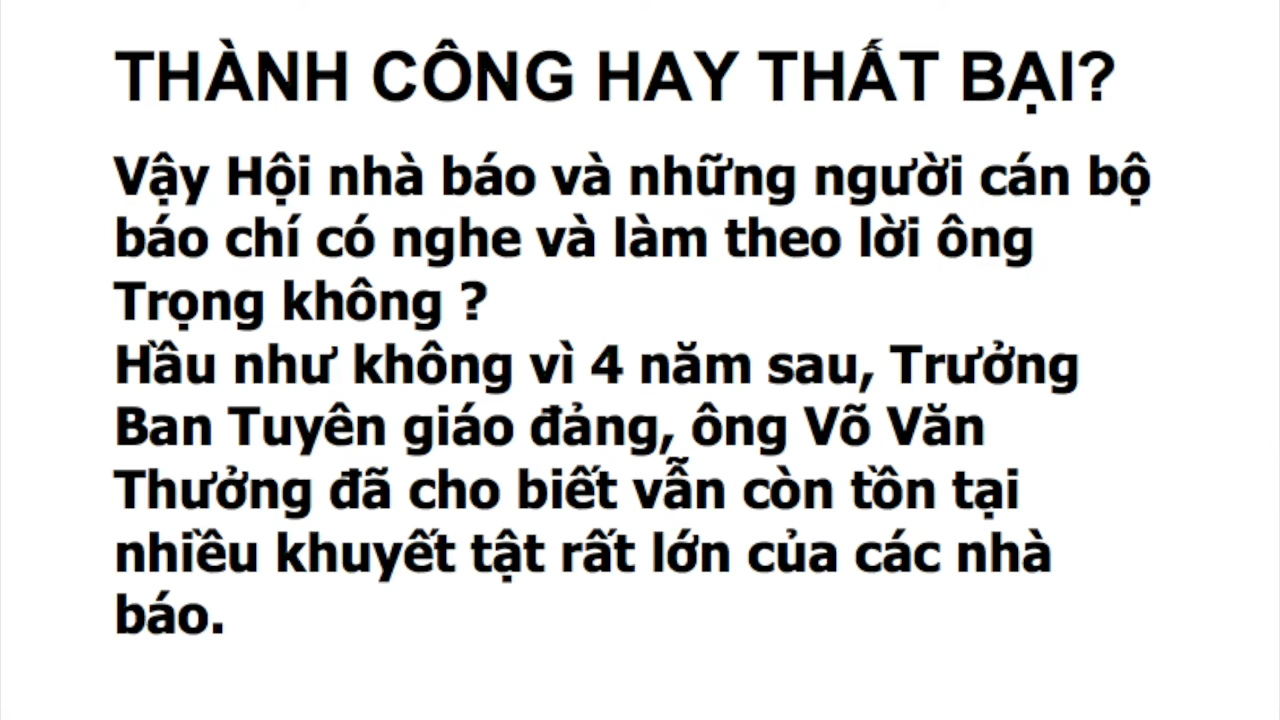 THÀNH CÔNG HAY THẤT BẠI?
Vậy Hội nhà báo và những người cán bộ
báo chí có nghe và làm theo lời ông
Trọng không ?
Hầu như không vì 4 năm sau, Trưởng
Ban Tuyên giáo đảng, ông Võ Văn
Thưởng đã cho biết vẫn còn tồn tại
nhiều khuyết tật rất lớn của các nhà
báo.